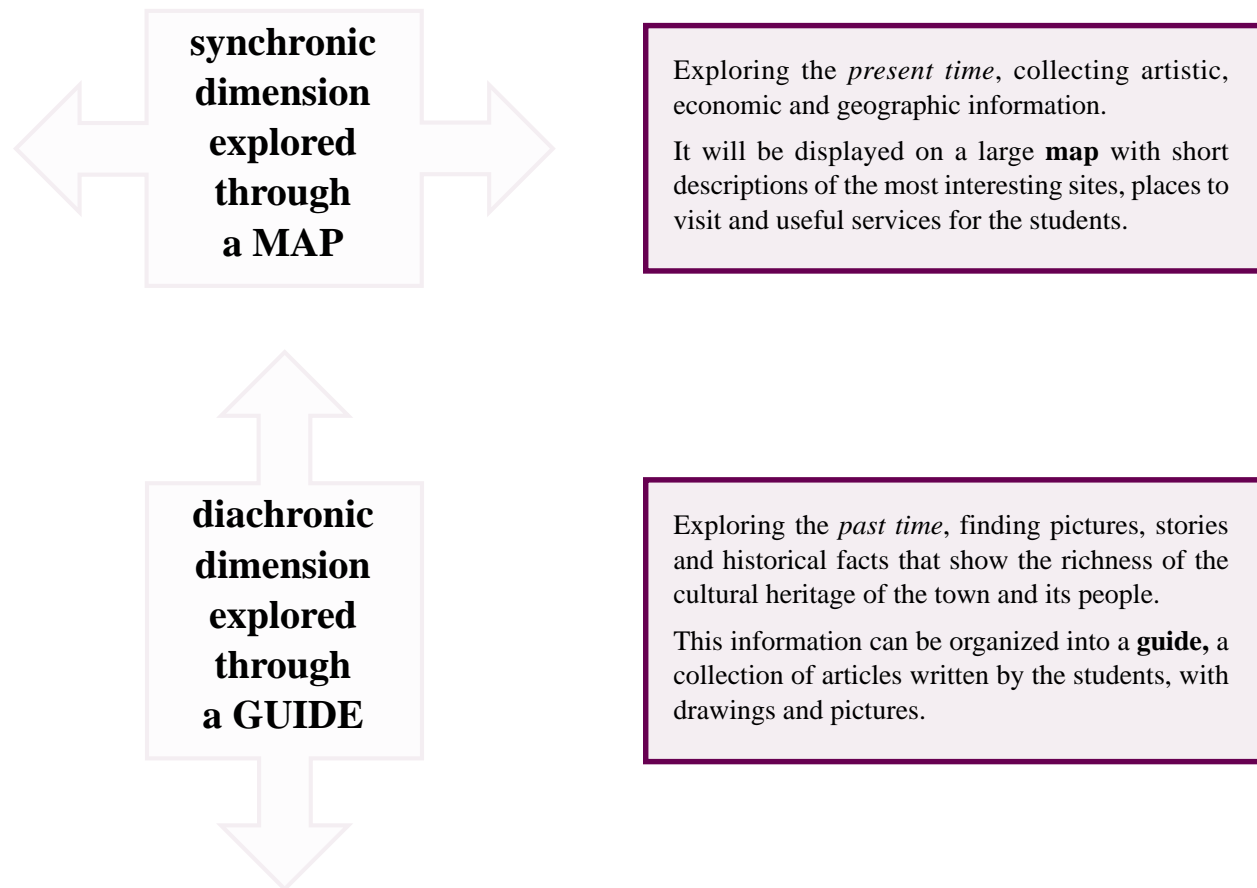 synchronic
dimension
explored
through
a MAP
Exploring the present time, collecting artistic,
economic and geographic information.
It will be displayed on a large map with short
descriptions of the most interesting sites, places to
visit and useful services for the students.
diachronic
dimension
explored
through
a GUIDE
Exploring the past time, finding pictures, stories
and historical facts that show the richness of the
cultural heritage of the town and its people.
This information can be organized into a guide, a
collection of articles written by the students, with
drawings and pictures.